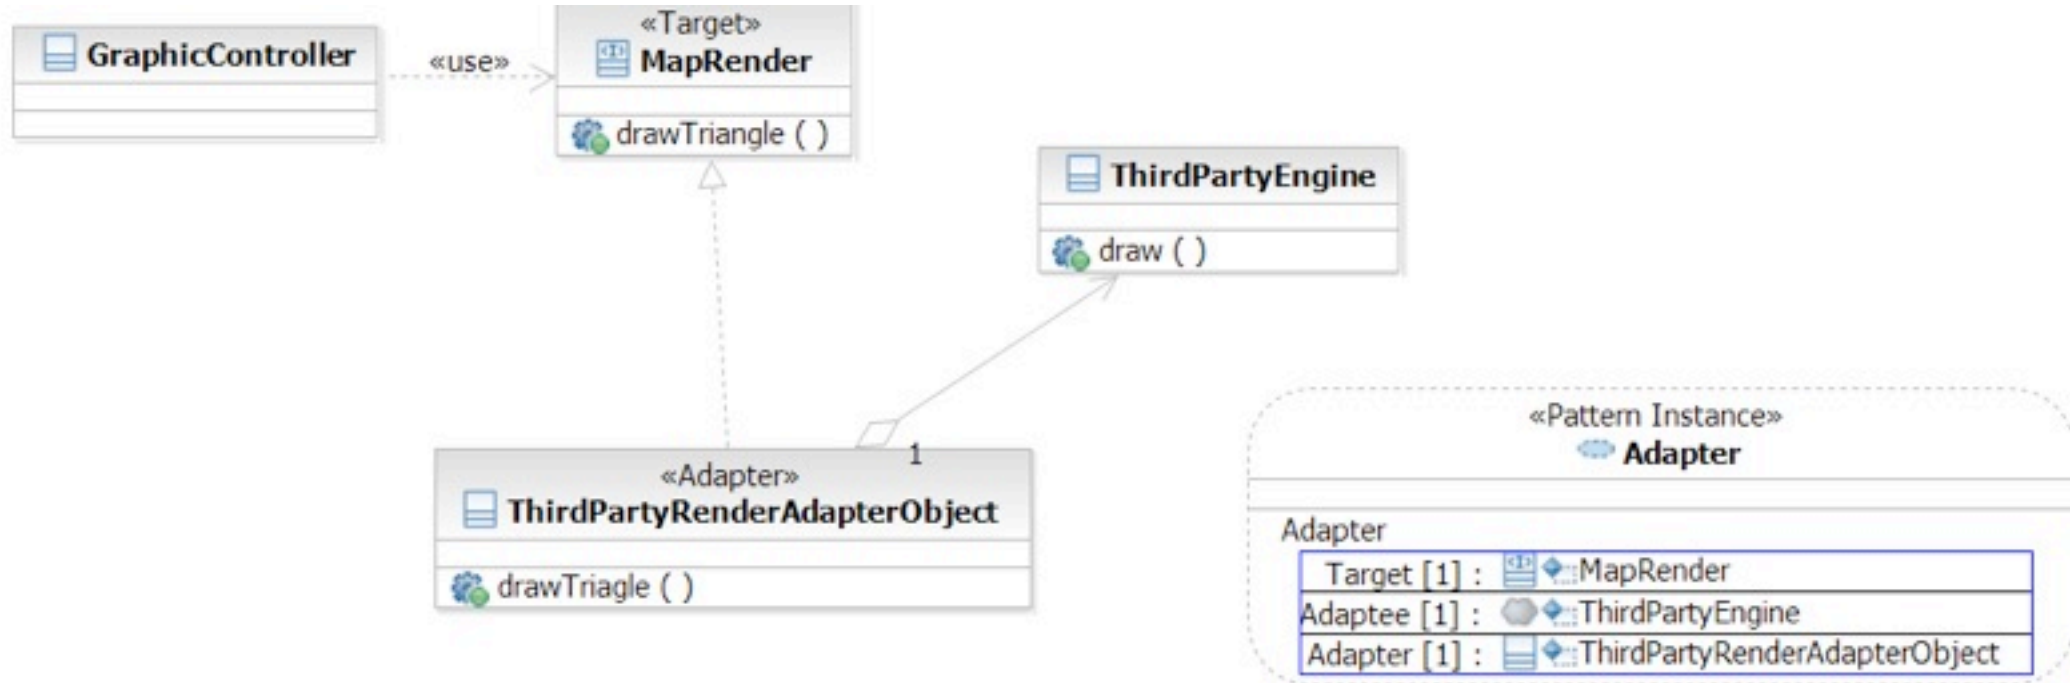 GraphicController
«use»
«Target»
MapRender
drawTriangle ( )
ThirdPartyEngine
draw ( )
1
«Adapter»
ThirdPartyRenderAdapterObject
drawTriagle ( )
«Pattern Instance»
Adapter
Adapter
Target [1] : MapRender
Adaptee [1] : ThirdPartyEngine
Adapter [1] : ThirdPartyRenderAdapterObject